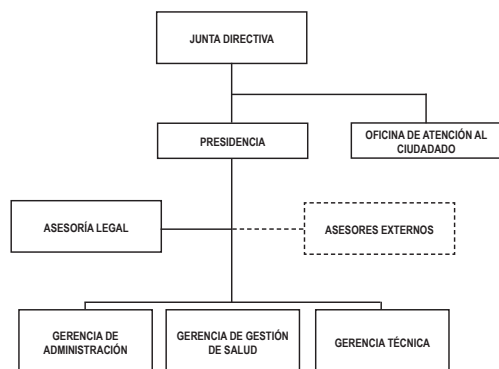 JUNTA DIRECTIVA
PRESIDENCIA
OFICINA DE ATENCIÓN AL
CIUDADADO
ASESORÍA LEGAL
ASESORES EXTERNOS
GERENCIA DE
ADMINISTRACIÓN
GERENCIA DE GESTIÓN
DE SALUD
GERENCIA TÉCNICA